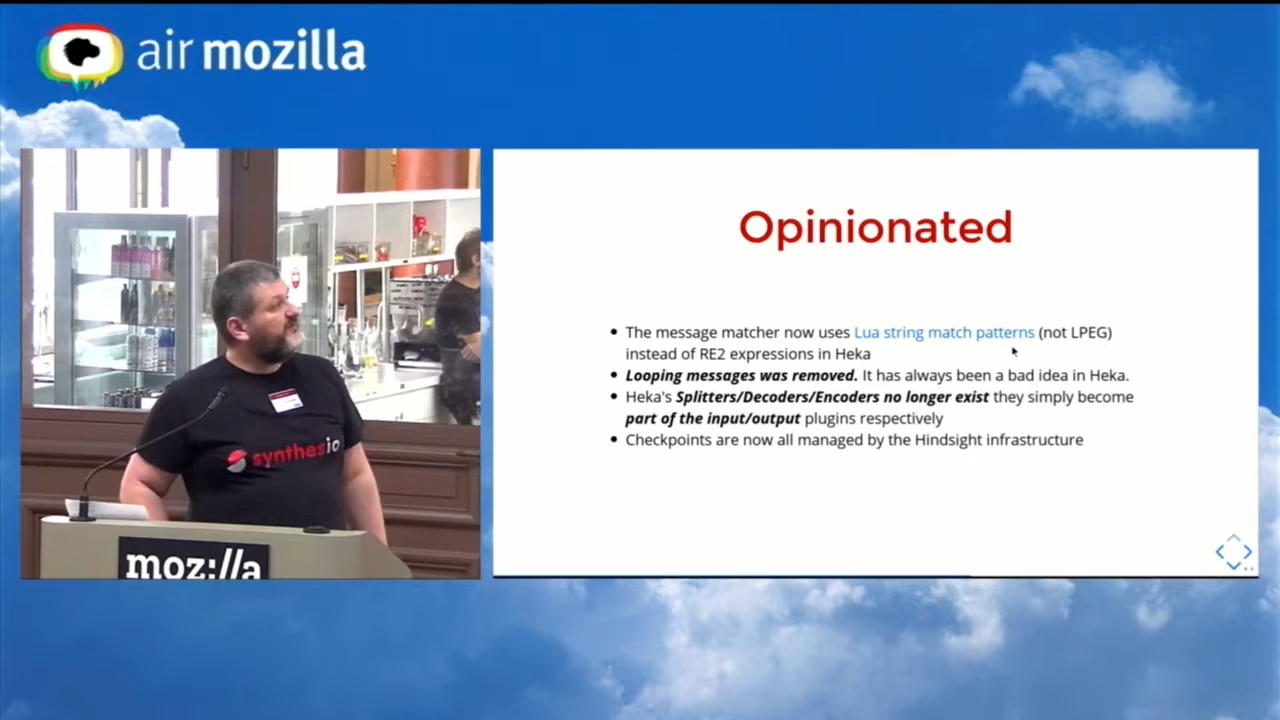 air mozilla
Opinionated
The message matcher now uses Lua string match patterns (not LPEG)
instead of RE2 expressions in Heka
Looping messages was removed. It has always been a bad idea in Heka.
Heka's Splitters/Decoders/Encoders no longer exist they simply become
part of the input/output plugins respectively
Checkpoints are now all managed by the Hindsight infrastructure
synthesio
moz://a